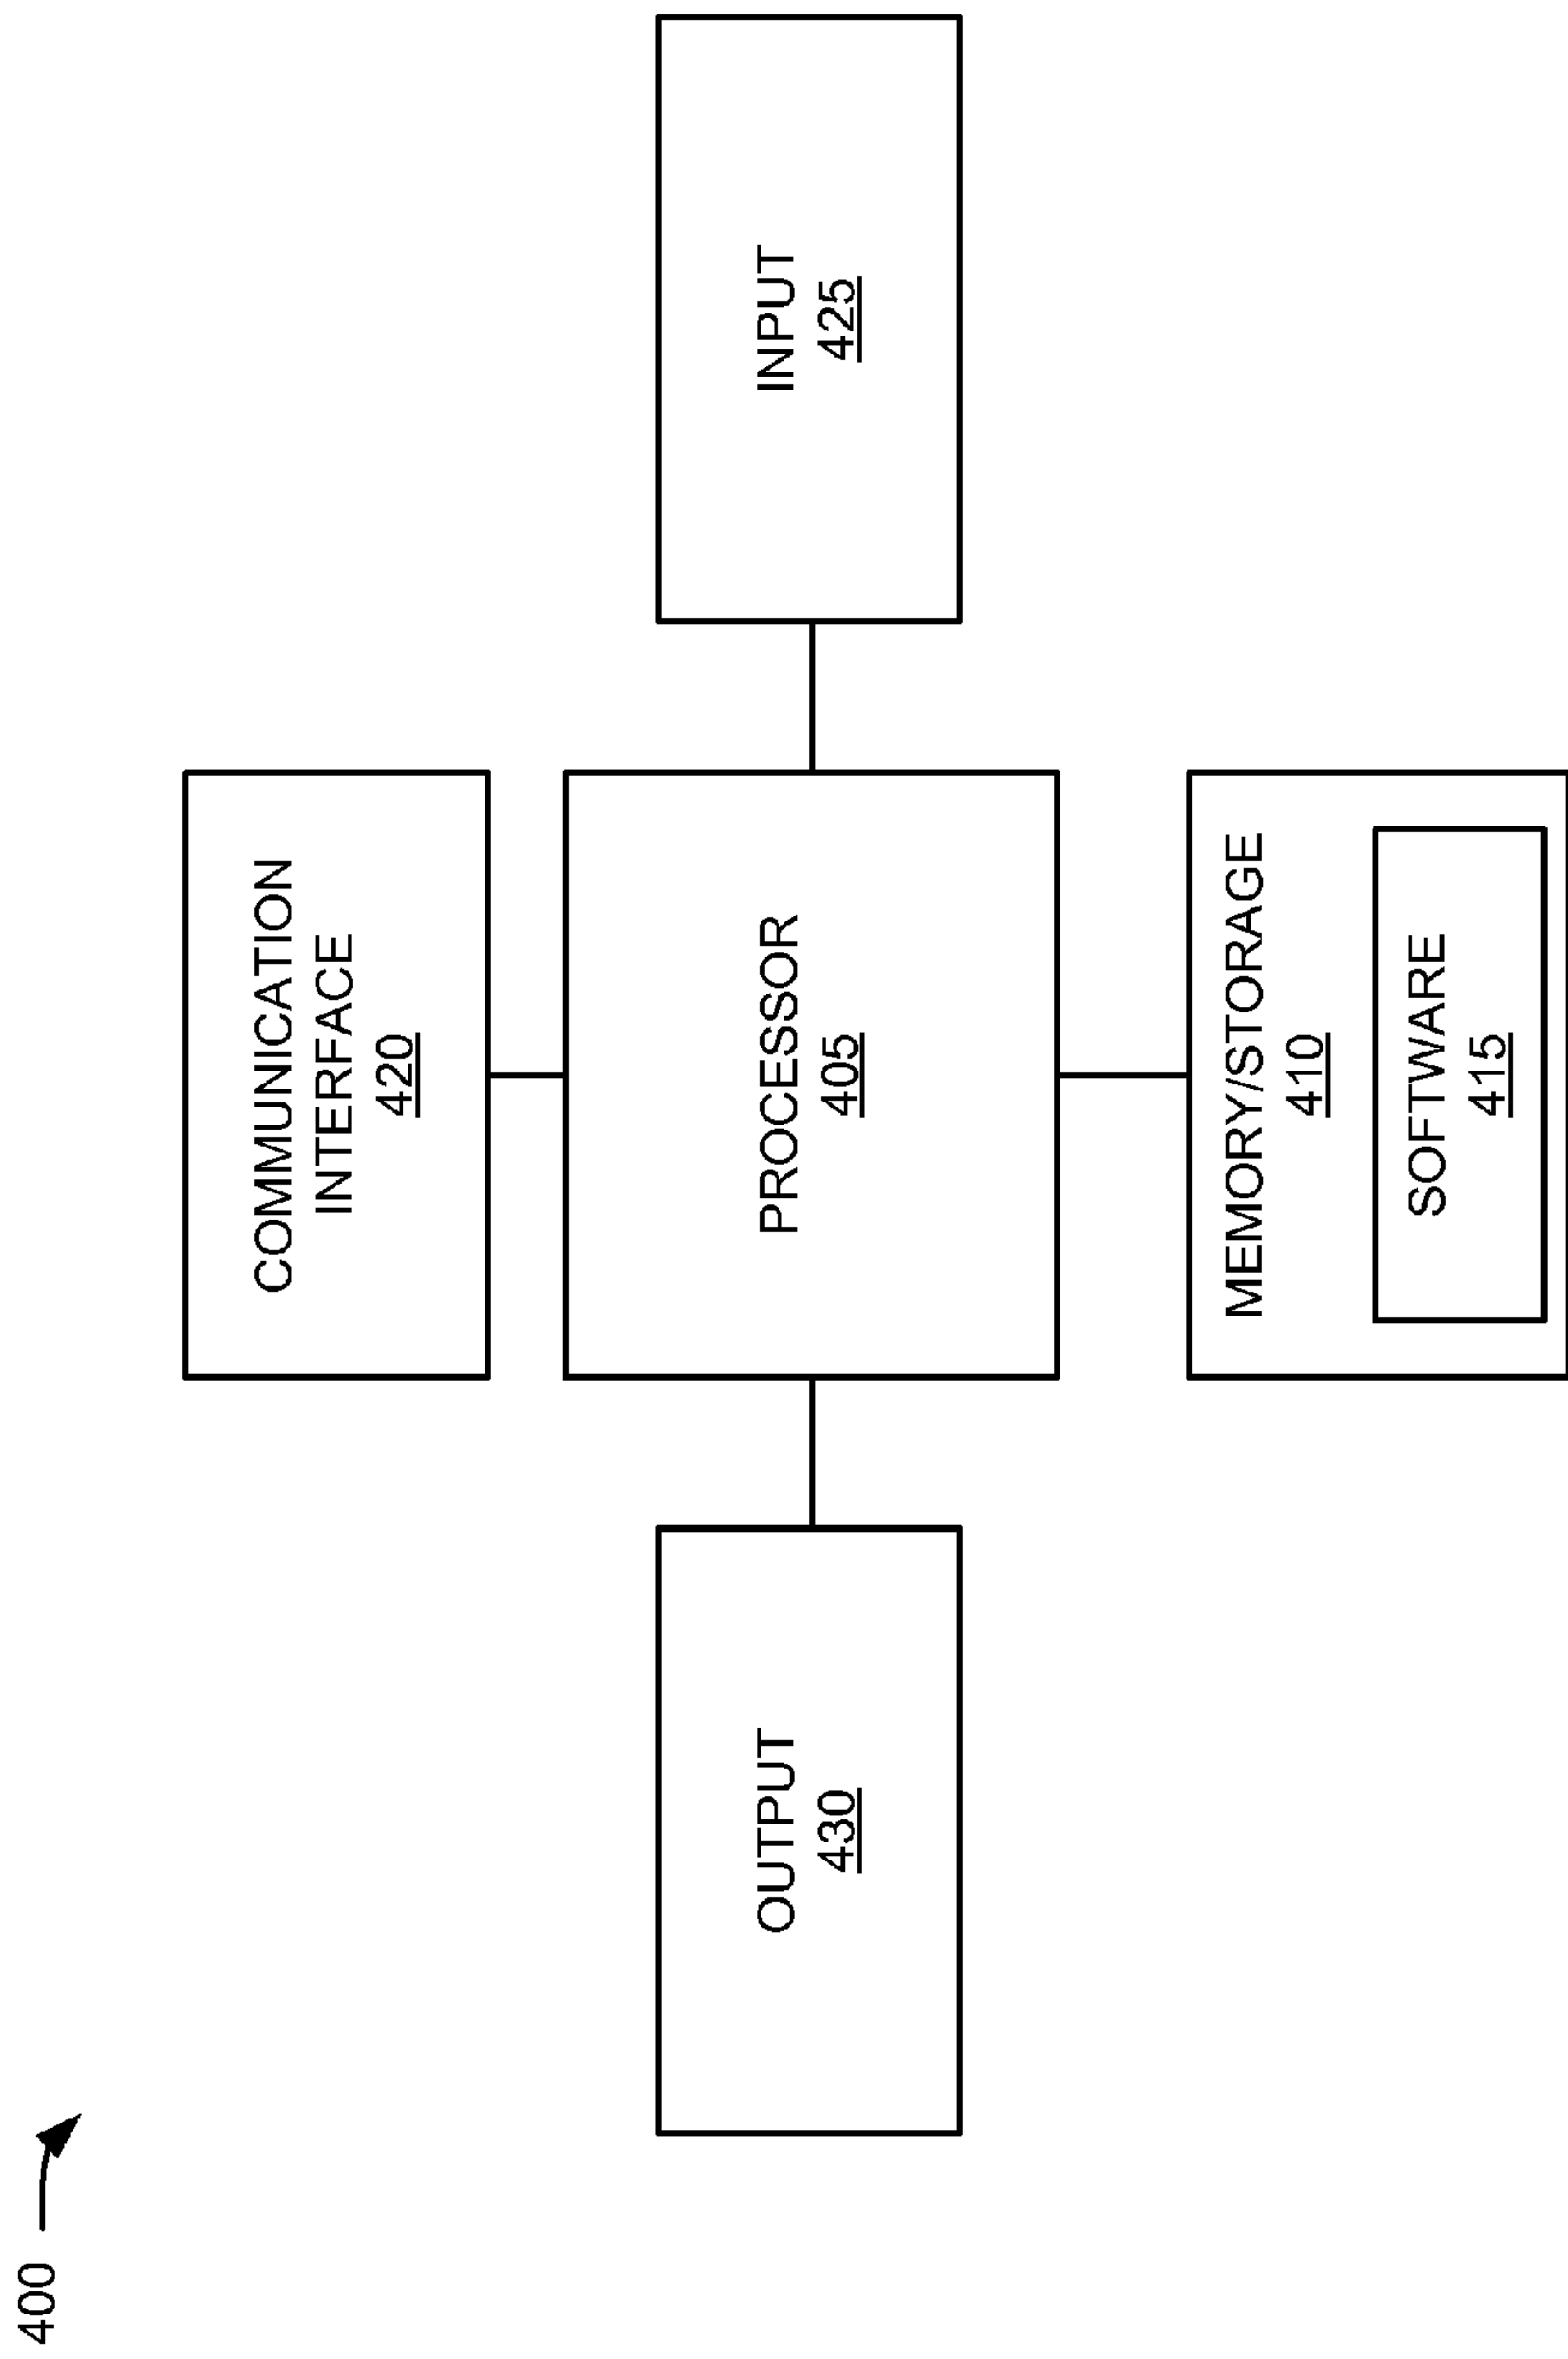 400
COMMUNICATION
INTERFACE
420
OUTPUT
430
PROCESSOR
405
INPUT
425
MEMORY/STORAGE
410
SOFTWARE
415